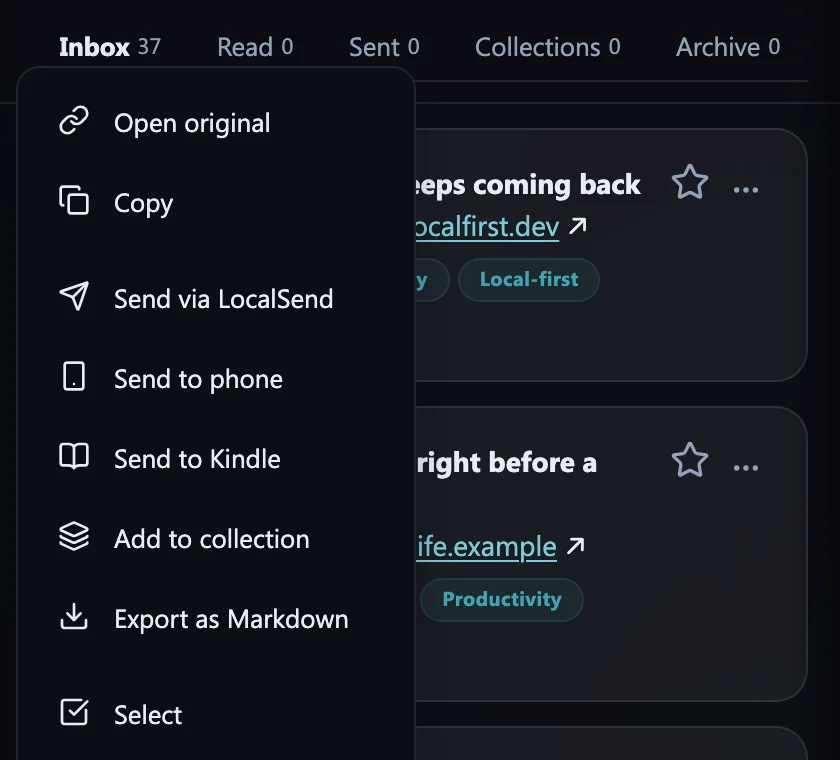 Inbox 37 Read 0 Sent 0 Collections 0 Archive 0
Open original
Copy
Send via LocalSend
Send to phone
Send to Kindle
Add to collection
Export as Markdown
Select
coming back
ocalfirst.dev
y Local-first
right before a
ife.example
Productivity